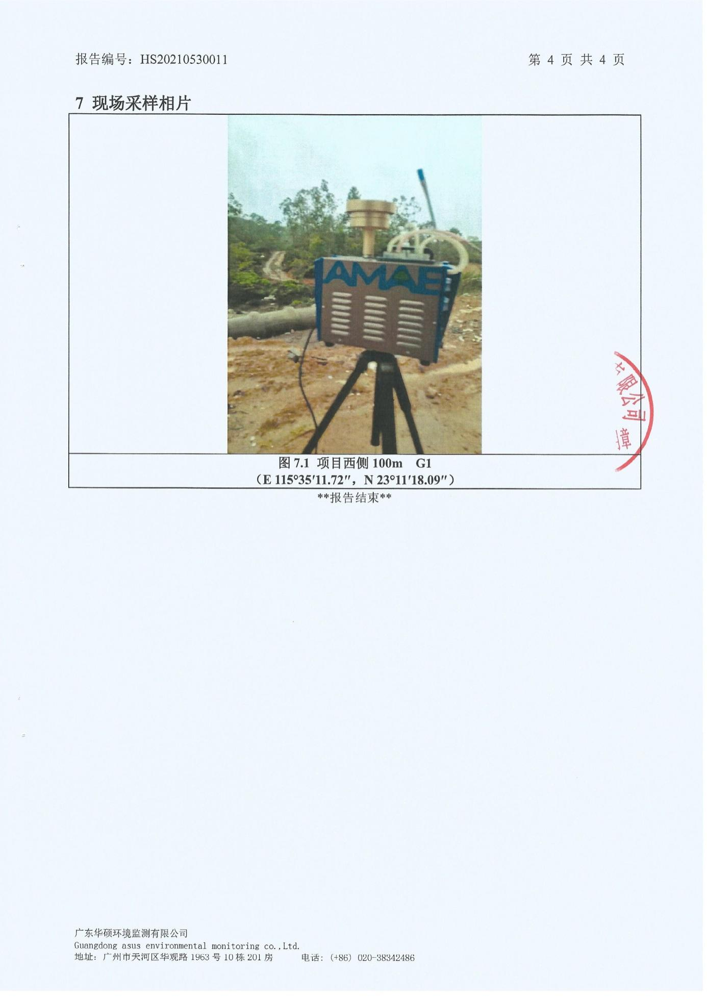 报告编号：HS20210530011
第 4 页 共 4 页
7 现场采样相片
AMAE
限公司
章
图 7.1 项目西侧 100m G1
（E 115°35′11.72″，N 23°11′18.09″）
**报告结束**
广东华硕环境监测有限公司
Guangdong asus environmental monitoring co.,Ltd.
地址：广州市天河区华观路 1963 号 10 栋 201 房 电话：(+86) 020-38342486